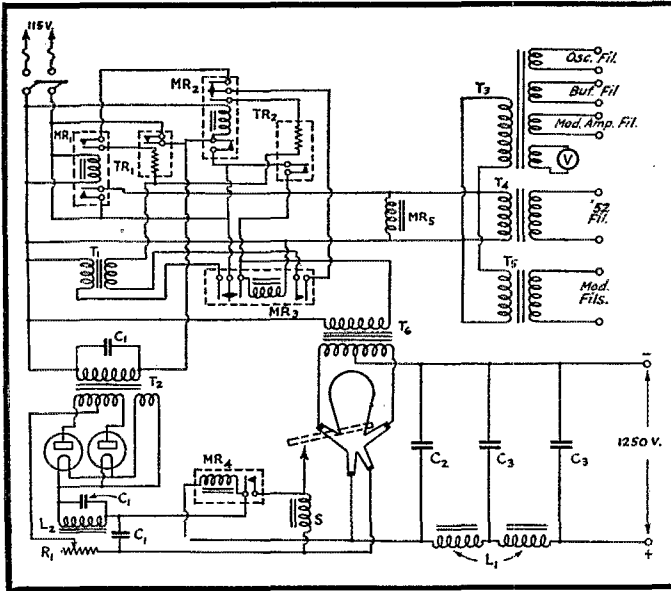 115V.
MR2
T3
Osc. Fil.
Buf. Fil
Mod. Amp. Fil.
V
MR1
TR1
TR2
T4
'52
Fil.
MR5
T1
T5
Mod.
Fils.
MR3
T6
C1
T2
−
1250 V.
+
C2
C3
C3
MR4
C1
L2
C1
S
R1
L1